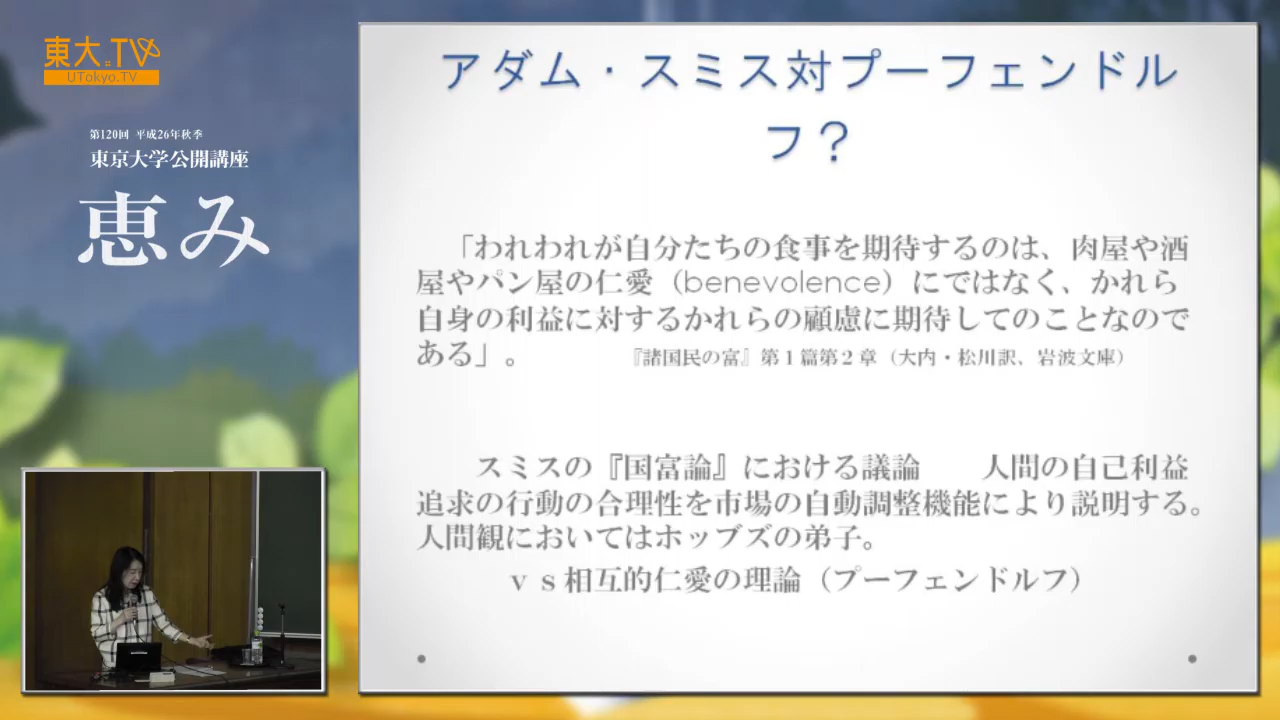 東大.TV
UTokyo.TV
第120回 平成26年秋季
東京大学公開講座
恵み
アダム・スミス対プーフェンドル
フ？
「われわれが自分たちの食事を期待するのは、肉屋や酒
屋やパン屋の仁愛（benevolence）にではなく、かれら
自身の利益に対するかれらの顧慮に期待してのことなので
ある」。 『諸国民の富』第１篇第２章（大内・松川訳、岩波文庫）
スミスの『国富論』における議論 人間の自己利益
追求の行動の合理性を市場の自動調整機能により説明する。
人間観においてはホッブズの弟子。
ｖｓ相互的仁愛の理論（プーフェンドルフ）